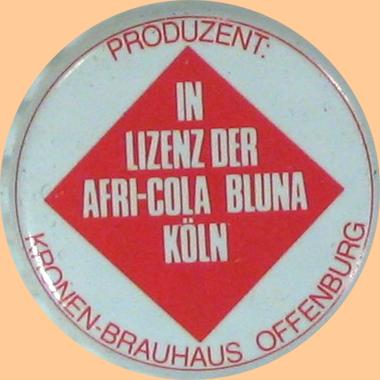 PRODUZENT:
IN
LIZENZ DER
AFRI-COLA BLUNA
KÖLN
KRONEN-BRAUHAUS OFFENBURG